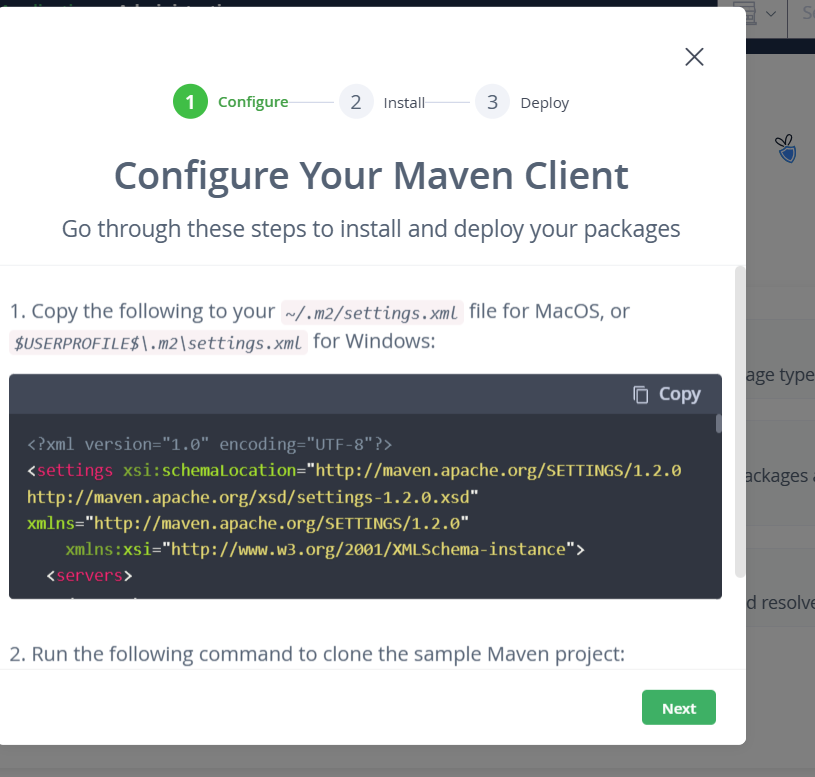 1 Configure 2 Install 3 Deploy
Configure Your Maven Client
Go through these steps to install and deploy your packages
1. Copy the following to your ~/.m2/settings.xml file for MacOS, or
$USERPROFILE$\.m2\settings.xml for Windows:
Copy
<?xml version="1.0" encoding="UTF-8"?>
<settings xsi:schemaLocation="http://maven.apache.org/SETTINGS/1.2.0
http://maven.apache.org/xsd/settings-1.2.0.xsd"
xmlns="http://maven.apache.org/SETTINGS/1.2.0"
xmlns:xsi="http://www.w3.org/2001/XMLSchema-instance">
<servers>
2. Run the following command to clone the sample Maven project:
Next
age type
ackages
d resolve